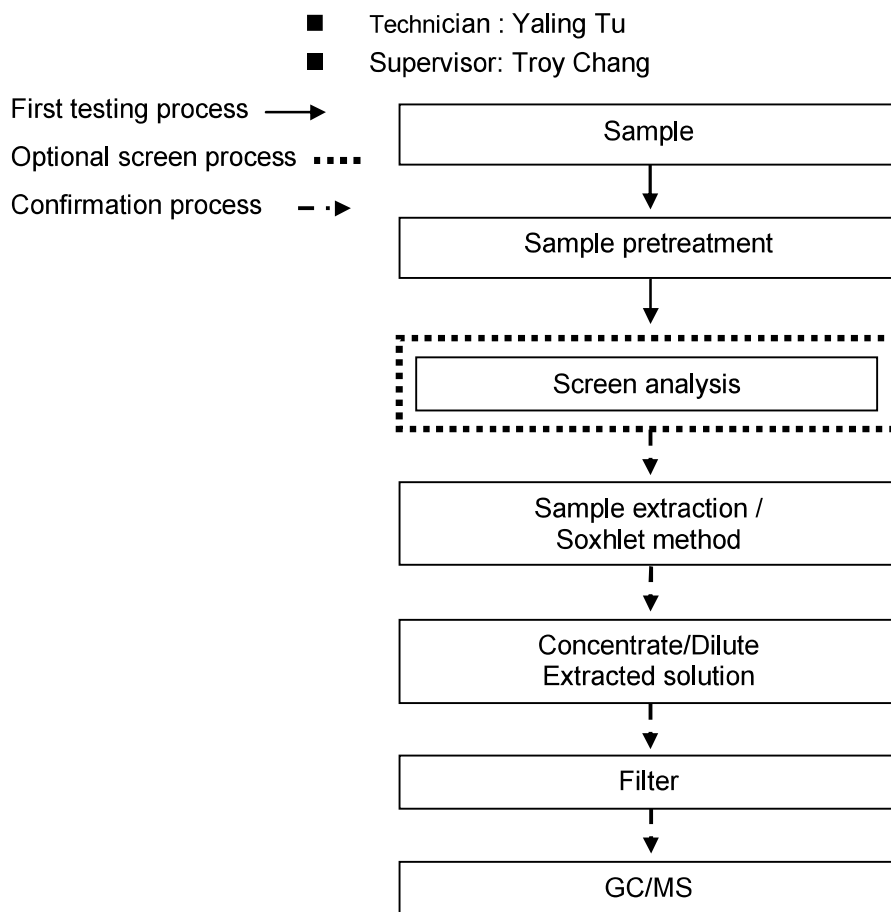 ■ Technician : Yaling Tu
■ Supervisor: Troy Chang
First testing process
Optional screen process
Confirmation process
Sample
Sample pretreatment
Screen analysis
Sample extraction /
Soxhlet method
Concentrate/Dilute
Extracted solution
Filter
GC/MS